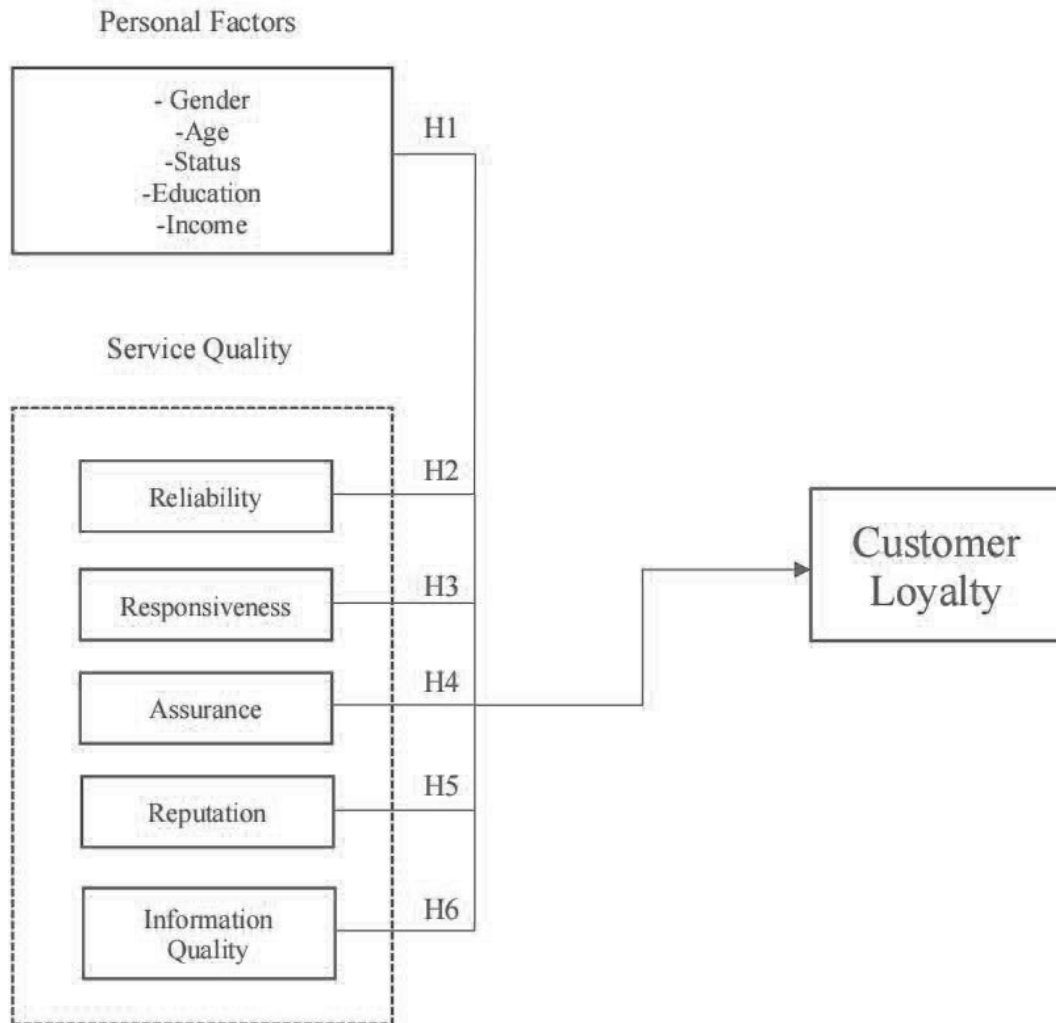 Personal Factors
- Gender
-Age
-Status
-Education
-Income
H1
Service Quality
Reliability
H2
Responsiveness
H3
Assurance
H4
Reputation
H5
Information
Quality
H6
Customer
Loyalty